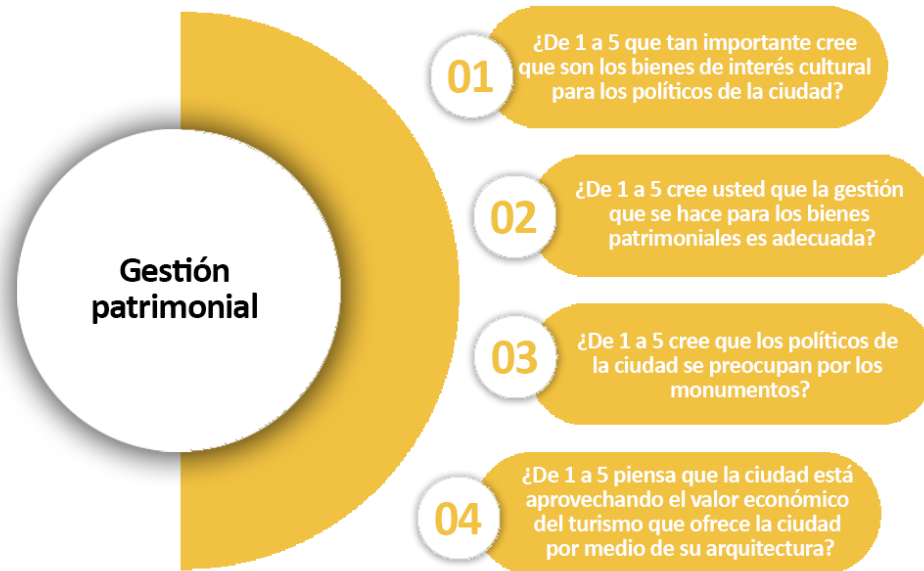 Gestión
patrimonial
01
¿De 1 a 5 que tan importante cree
que son los bienes de interés cultural
para los políticos de la ciudad?
02
¿De 1 a 5 cree usted que la gestión
que se hace para los bienes
patrimoniales es adecuada?
03
¿De 1 a 5 cree que los políticos de
la ciudad se preocupan por los
monumentos?
04
¿De 1 a 5 piensa que la ciudad está
aprovechando el valor económico
del turismo que ofrece la ciudad
por medio de su arquitectura?